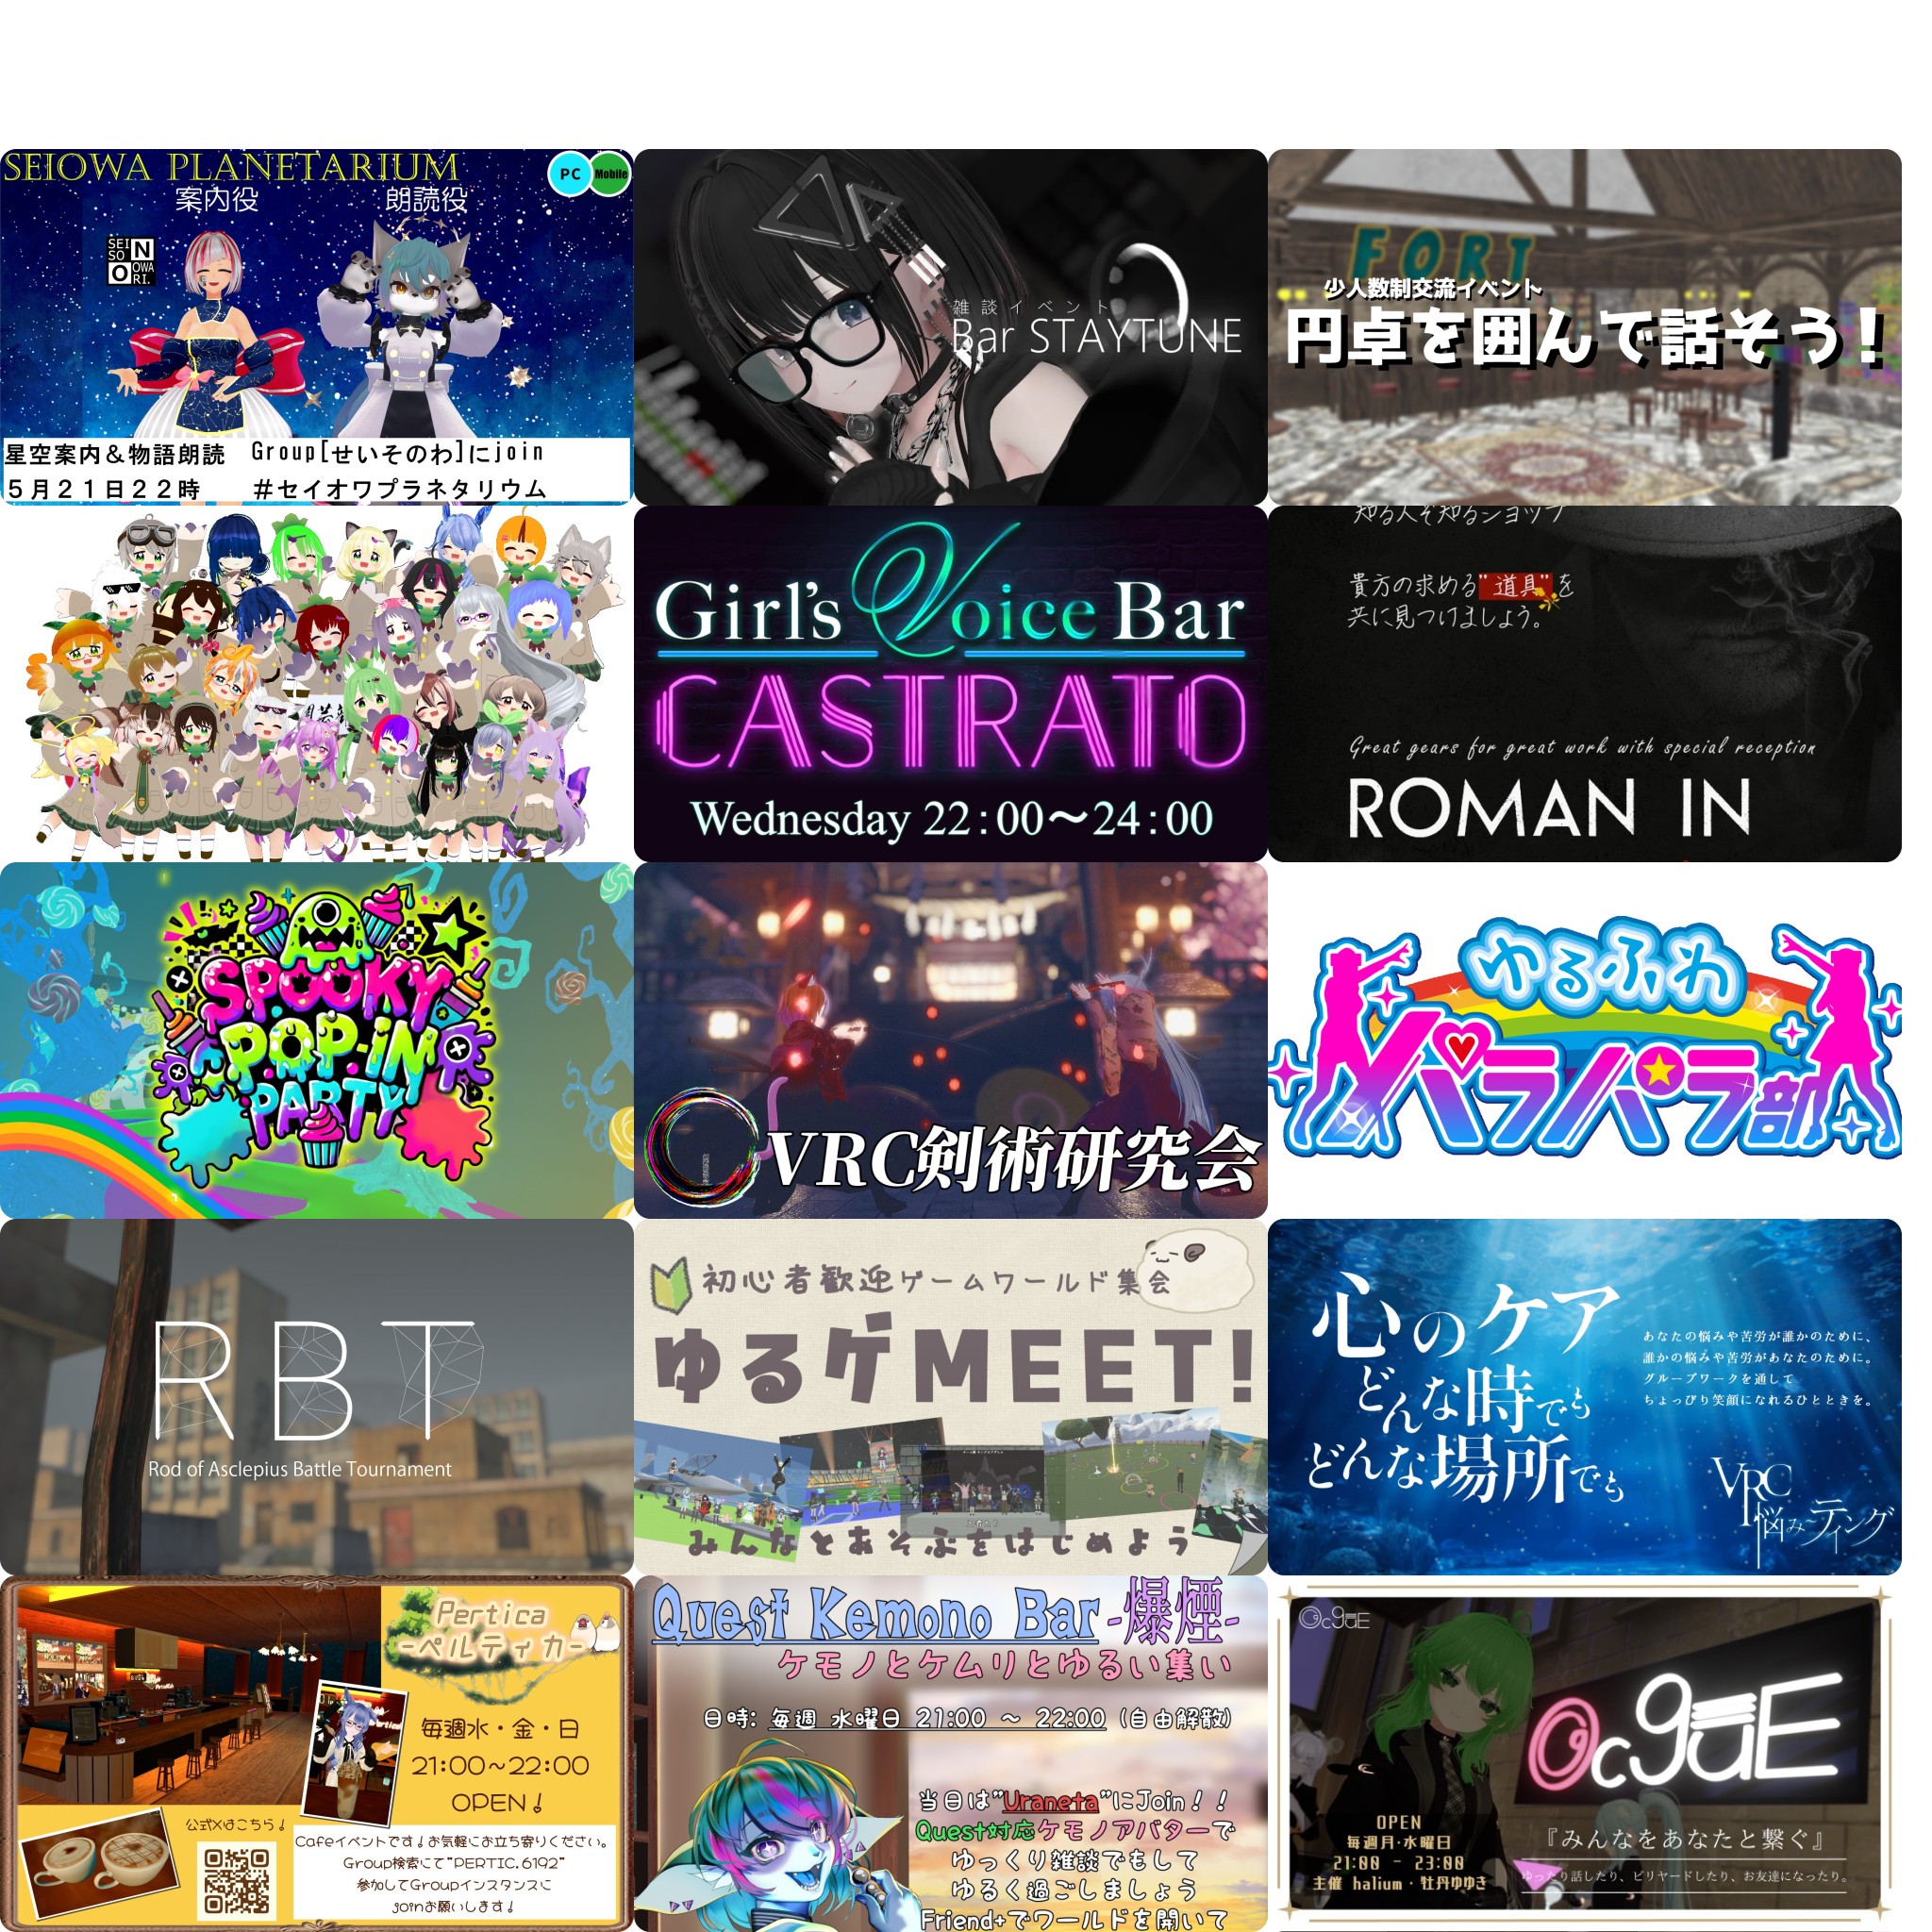 SEIOWA PLANETARIUM
PC
Mobile
案内役
朗読役
SEI
SO
N
O
OWA
RI.
星空案内&物語朗読 Group[せいそのわ]にjoin
5月21日22時 #セイオワプラネタリウム
雑談イベント
Bar STAYTUNE
FORT
少人数制交流イベント
円卓を囲んで話そう!
Girl's Voice Bar
CASTRATO
Wednesday 22:00〜24:00
知る人ぞ知るショップ
貴方の求める"道具"を
共に見つけましょう。
Great gears for great work with special reception
ROMAN IN
SPOOKY
POP-iN
PARTY
VRC剣術研究会
ゆるふわ
パラパラ部
RBT
Rod of Asclepius Battle Tournament
初心者歓迎ゲームワールド集会
ゆるゲMEET!
みんなとあそぶをはじめよう
心のケア
どんな時でも
どんな場所でも
あなたの悩みや苦労が誰かのために、
誰かの悩みや苦労があなたのために。
グループワークを通して
ちょっぴり笑顔になれるひとときを。
VRC
悩みーティング
Pertica
-ペルティカ-
毎週水・金・日
21:00~22:00
OPEN!
公式Xはこちら!
Cafeイベントです!お気軽にお立ち寄りください。
Group検索にて"PERTIC.6192"
参加してGroupインスタンスに
joinお願いします!
Quest Kemono Bar-爆煙-
ケモノとケムリとゆるい集い
日時: 毎週 水曜日 21:00 ~ 22:00 (自由解散)
当日は"Uraneta"にJoin!!
Quest対応ケモノアバターで
ゆっくり雑談でもして
ゆるく過ごしましょう
Friend+でワールドを開いて
OcguE
OcguE
OPEN
毎週月・水曜日
21:00 - 23:00
主催 halium・牡丹ゆゆき
『みんなをあなたと繋ぐ』
ゆったり話したり、ビリヤードしたり、お友達になったり。